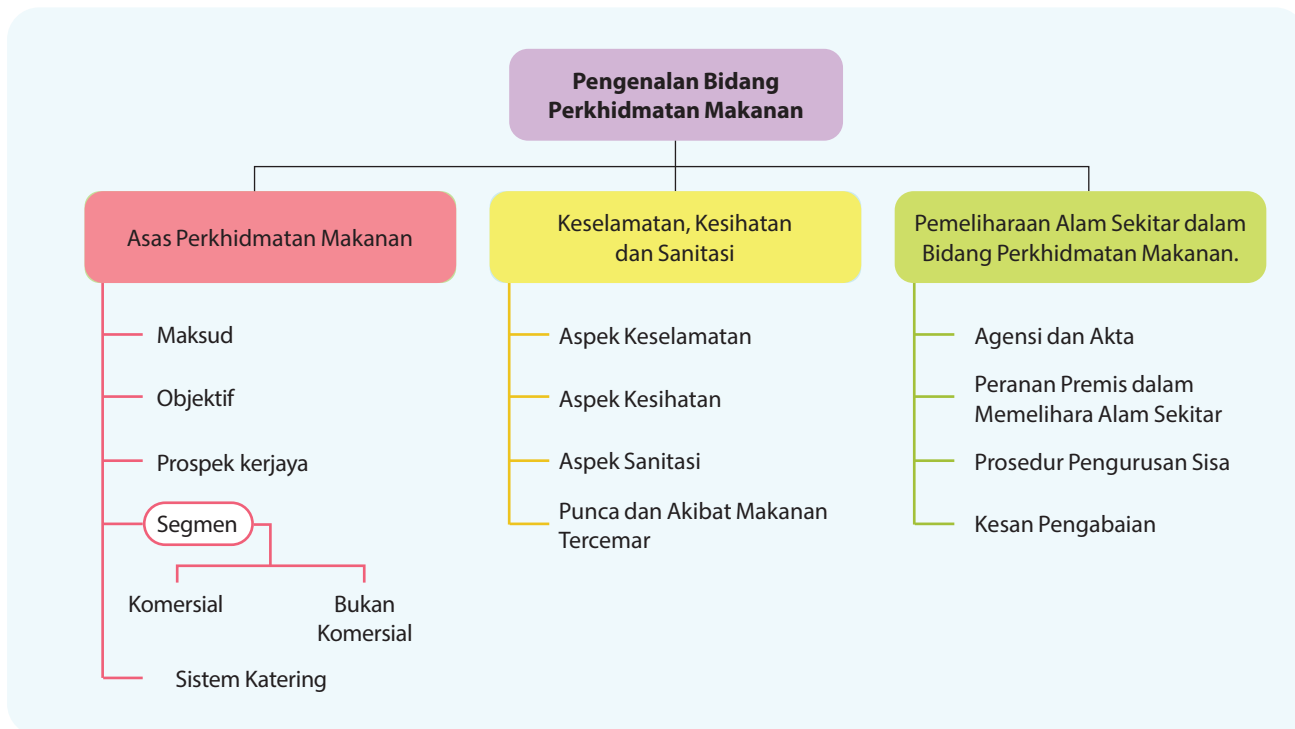 Pengenalan Bidang
Perkhidmatan Makanan
Asas Perkhidmatan Makanan
Maksud
Objektif
Prospek kerjaya
Segmen
Komersial
Bukan
Komersial
Sistem Katering
Keselamatan, Kesihatan
dan Sanitasi
Aspek Keselamatan
Aspek Kesihatan
Aspek Sanitasi
Punca dan Akibat Makanan
Tercemar
Pemeliharaan Alam Sekitar dalam
Bidang Perkhidmatan Makanan.
Agensi dan Akta
Peranan Premis dalam
Memelihara Alam Sekitar
Prosedur Pengurusan Sisa
Kesan Pengabaian